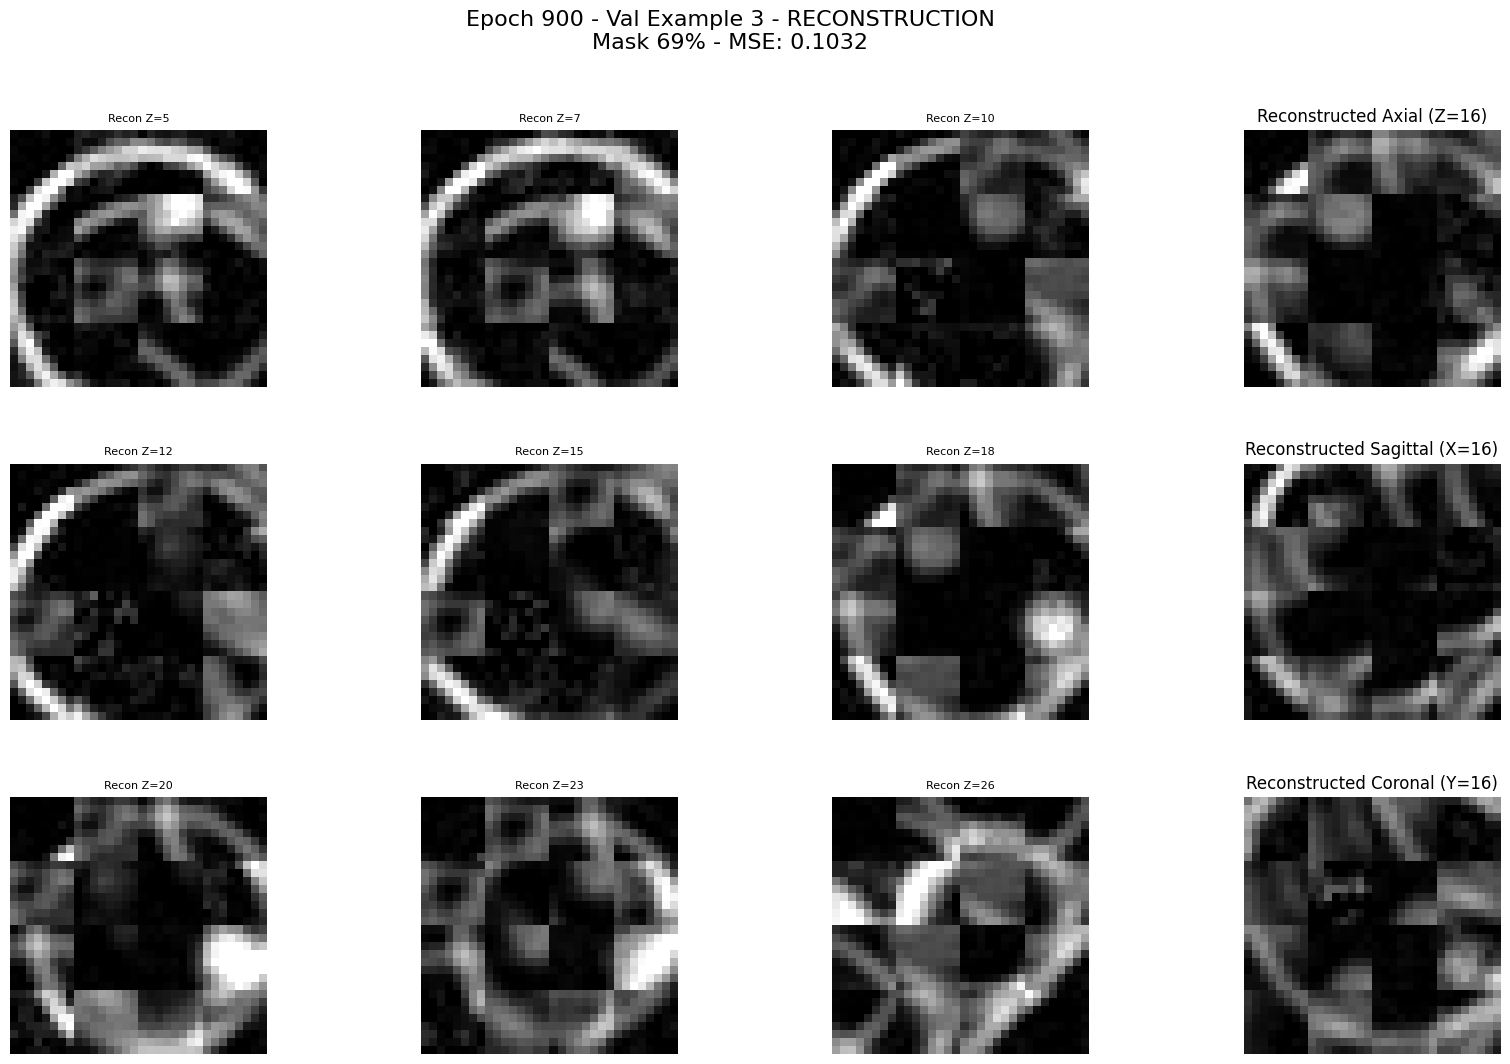 Epoch 900 - Val Example 3 - RECONSTRUCTION
Mask 69% - MSE: 0.1032
Recon Z=5
Recon Z=7
Recon Z=10
Reconstructed Axial (Z=16)
Recon Z=12
Recon Z=15
Recon Z=18
Reconstructed Sagittal (X=16)
Recon Z=20
Recon Z=23
Recon Z=26
Reconstructed Coronal (Y=16)